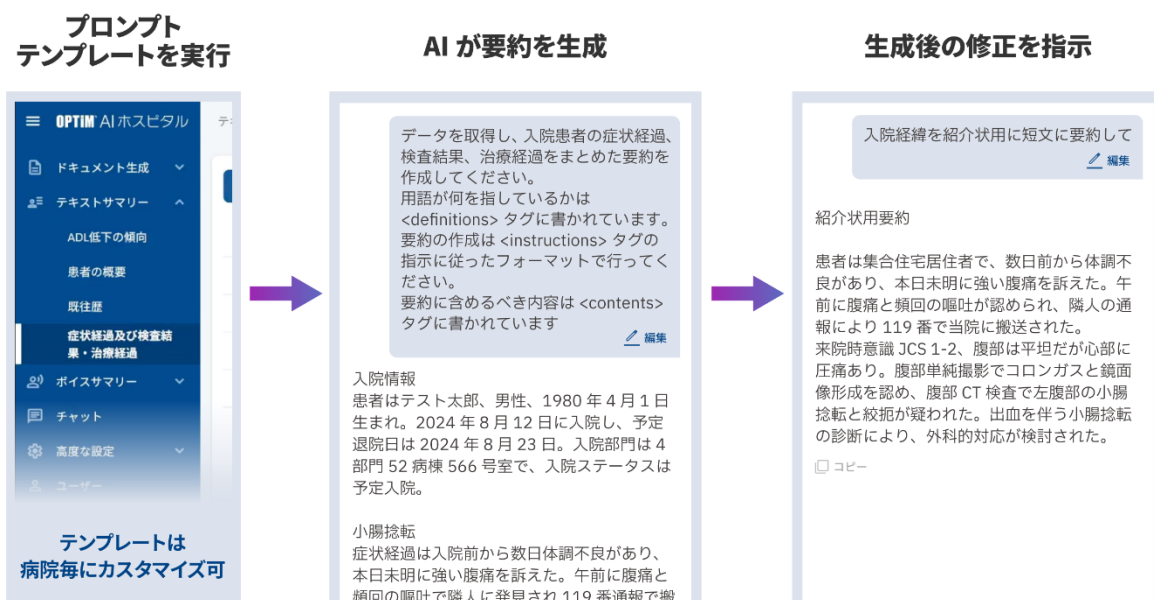 プロンプト
テンプレートを実行
AI が要約を生成
生成後の修正を指示
OPTiM AI ホスピタル
ドキュメント生成
テキストサマリー
ADL低下の傾向
患者の概要
既往歴
症状経過及び検査結
果・治療経過
ボイスサマリー
チャット
高度な設定
ユーザー
テンプレートは
病院毎にカスタマイズ可
データを取得し、入院患者の症状経過、
検査結果、治療経過をまとめた要約を
作成してください。
用語が何を指しているかは
<definitions> タグに書かれています。
要約の作成は <instructions> タグの
指示に従ったフォーマットで行ってく
ださい。
要約に含めるべき内容は <contents>
タグに書かれています
編集
入院情報
患者はテスト太郎、男性、1980 年 4 月 1 日
生まれ。2024 年 8 月 12 日に入院し、予定
退院日は 2024 年 8 月 23 日。入院部門は 4
部門 52 病棟 566 号室で、入院ステータスは
予定入院。
小腸捻転
症状経過は入院前から数日体調不良があり、
本日未明に強い腹痛を訴えた。午前に腹痛と
頻回の嘔吐で隣人に発見され 119 番通報で搬
入院経緯を紹介状用に短文に要約して
編集
紹介状用要約
患者は集合住宅居住者で、数日前から体調不
良があり、本日未明に強い腹痛を訴えた。午
前に腹痛と頻回の嘔吐が認められ、隣人の通
報により 119 番で当院に搬送された。
来院時意識 JCS 1-2、腹部は平坦だが心部に
圧痛あり。腹部単純撮影でコロンガスと鏡面
像形成を認め、腹部 CT 検査で左腹部の小腸
捻転と絞扼が疑われた。出血を伴う小腸捻転
の診断により、外科的対応が検討された。
コピー